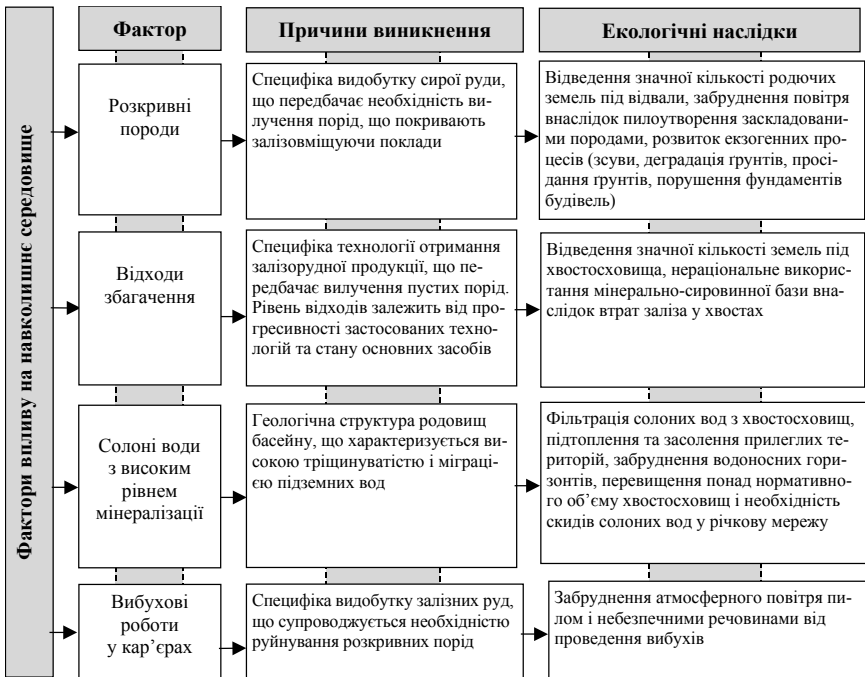 Фактори впливу на навколишнє середовище
Фактор
Причини виникнення
Екологічні наслідки
Розкривні
породи
Специфіка видобутку сирої руди,
що передбачає необхідність ви-
лучення порід, що покривають
залізовміщуючи поклади
Відведення значної кількості родючих
земель під відвали, забруднення повітря
внаслідок пилоутворення заскладовани-
ми породами, розвиток екзогенних про-
цесів (зсуви, деградація ґрунтів, просі-
дання ґрунтів, порушення фундаментів
будівель)
Відходи
збагачення
Специфіка технології отримання
залізорудної продукції, що пе-
редбачає вилучення пустих порід.
Рівень відходів залежить від про-
гресивності застосованих техно-
логій та стану основних засобів
Відведення значної кількості земель під
хвостосховища, нераціональне викорис-
тання мінерально-сировинної бази вна-
слідок втрат заліза у хвостах
Солоні води
з високим
рівнем
мінералізації
Геологічна структура родовищ
басейну, що характеризується ви-
сокою тріщинуватістю і міграці-
єю підземних вод
Фільтрація солоних вод з хвостосховищ,
підтоплення та засолення прилеглих те-
риторій, забруднення водоносних гори-
зонтів, перевищення понад нормативно-
го об’єму хвостосховищ і необхідність
скидів солоних вод у річкову мережу
Вибухові
роботи
у кар’єрах
Специфіка видобутку залізних руд,
що супроводжується необхідністю
руйнування розкривних порід
Забруднення атмосферного повітря пи-
лом і небезпечними речовинами від
проведення вибухів